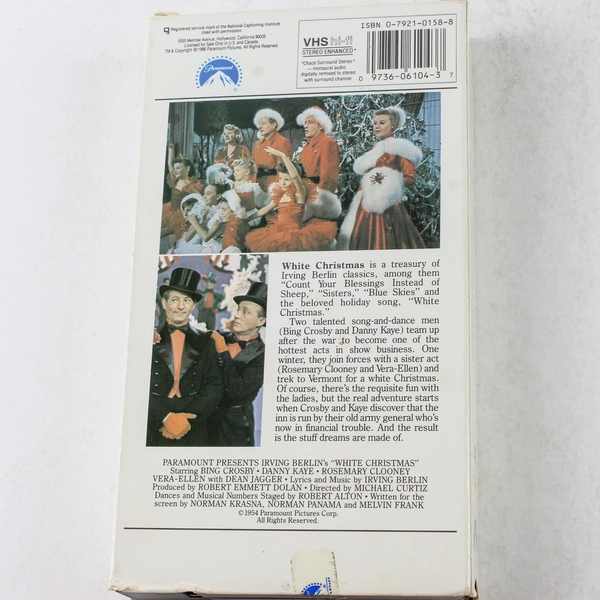 Registered service mark of the National Captioning Institute.
Used with permission.
5555 Melrose Avenue, Hollywood, California 90038
Licensed for Sale Only in U.S. and Canada.
TM & Copyright © 1986 Paramount Pictures. All Rights Reserved.
Paramount
ISBN 0-7921-0158-8
VHS hi-fi
STEREO ENHANCED
"Chace Surround Stereo"
— monaural audio
digitally remixed to stereo
with surround channel
0 9736-06104-3 7
White Christmas is a treasury of
Irving Berlin classics, among them
"Count Your Blessings Instead of
Sheep," "Sisters," "Blue Skies" and
the beloved holiday song, "White
Christmas."
Two talented song-and-dance men
(Bing Crosby and Danny Kaye) team up
after the war to become one of the
hottest acts in show business. One
winter, they join forces with a sister act
(Rosemary Clooney and Vera-Ellen) and
trek to Vermont for a white Christmas.
Of course, there's the requisite fun with
the ladies, but the real adventure starts
when Crosby and Kaye discover that the
inn is run by their old army general who's
now in financial trouble. And the result
is the stuff dreams are made of.
PARAMOUNT PRESENTS IRVING BERLIN's "WHITE CHRISTMAS"
Starring BING CROSBY • DANNY KAYE • ROSEMARY CLOONEY
VERA-ELLEN with DEAN JAGGER • Lyrics and Music by IRVING BERLIN
Produced by ROBERT EMMETT DOLAN • Directed by MICHAEL CURTIZ
Dances and Musical Numbers Staged by ROBERT ALTON • Written for the
screen by NORMAN KRASNA, NORMAN PANAMA and MELVIN FRANK
© 1954 Paramount Pictures Corp.
All Rights Reserved.